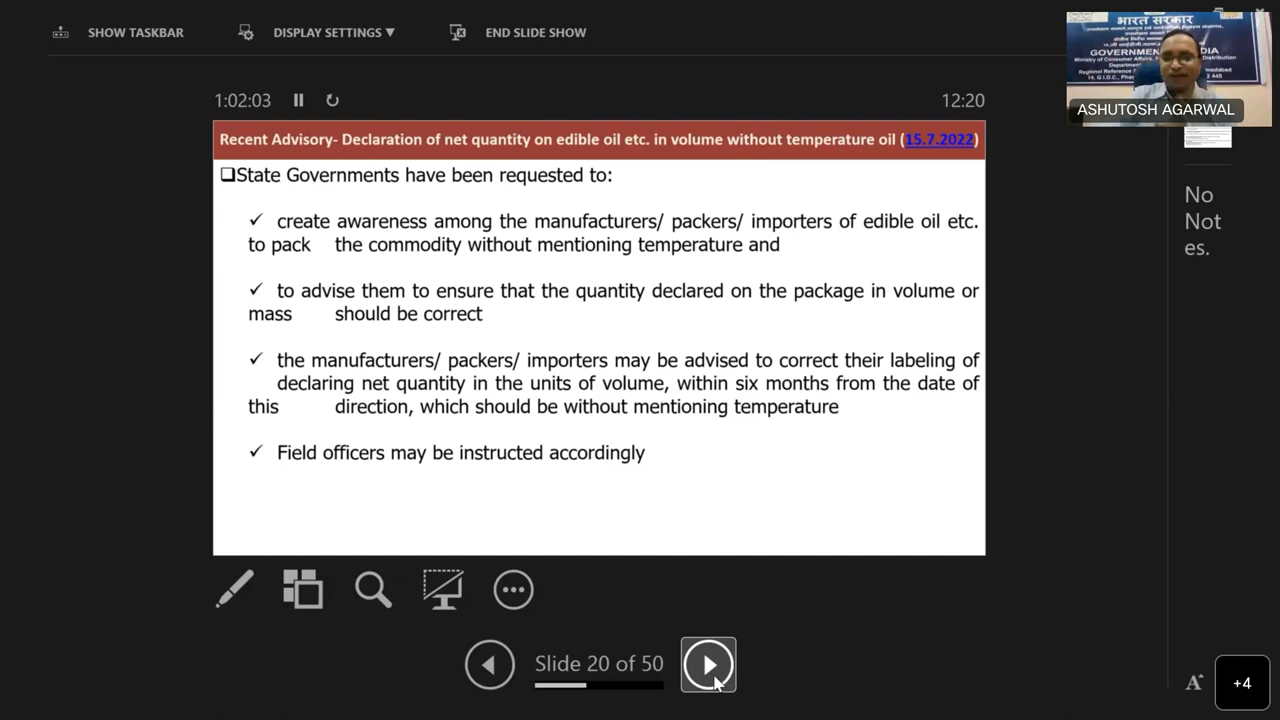 SHOW TASKBAR DISPLAY SETTINGS▼ END SLIDE SHOW
भारत सरकार
GOVERNMENT DIA
Ministry of Consumer Affairs, Distribution
Regional Reference
ASHUTOSH AGARWAL
1:02:03 12:20
Recent Advisory- Declaration of net quantity on edible oil etc. in volume without temperature oil (15.7.2022)
❑State Governments have been requested to:
✓ create awareness among the manufacturers/ packers/ importers of edible oil etc.
to pack the commodity without mentioning temperature and
✓ to advise them to ensure that the quantity declared on the package in volume or
mass should be correct
✓ the manufacturers/ packers/ importers may be advised to correct their labeling of
declaring net quantity in the units of volume, within six months from the date of
this direction, which should be without mentioning temperature
✓ Field officers may be instructed accordingly
No
Not
es.
Slide 20 of 50
A
+4